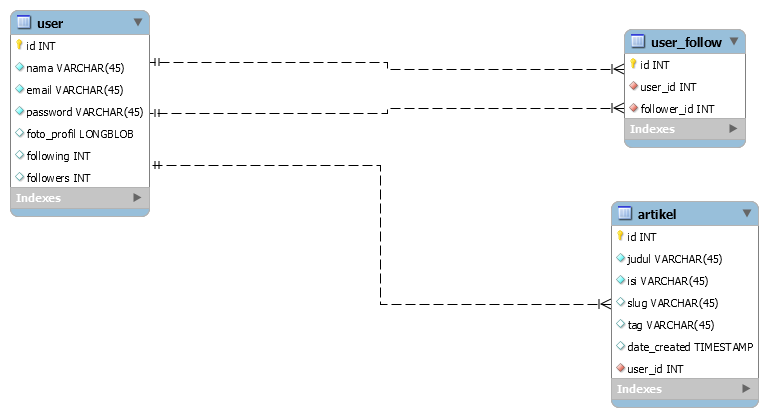 user
id INT
nama VARCHAR(45)
email VARCHAR(45)
password VARCHAR(45)
foto_profil LONGBLOB
following INT
followers INT
Indexes
user_follow
id INT
user_id INT
follower_id INT
Indexes
artikel
id INT
judul VARCHAR(45)
isi VARCHAR(45)
slug VARCHAR(45)
tag VARCHAR(45)
date_created TIMESTAMP
user_id INT
Indexes